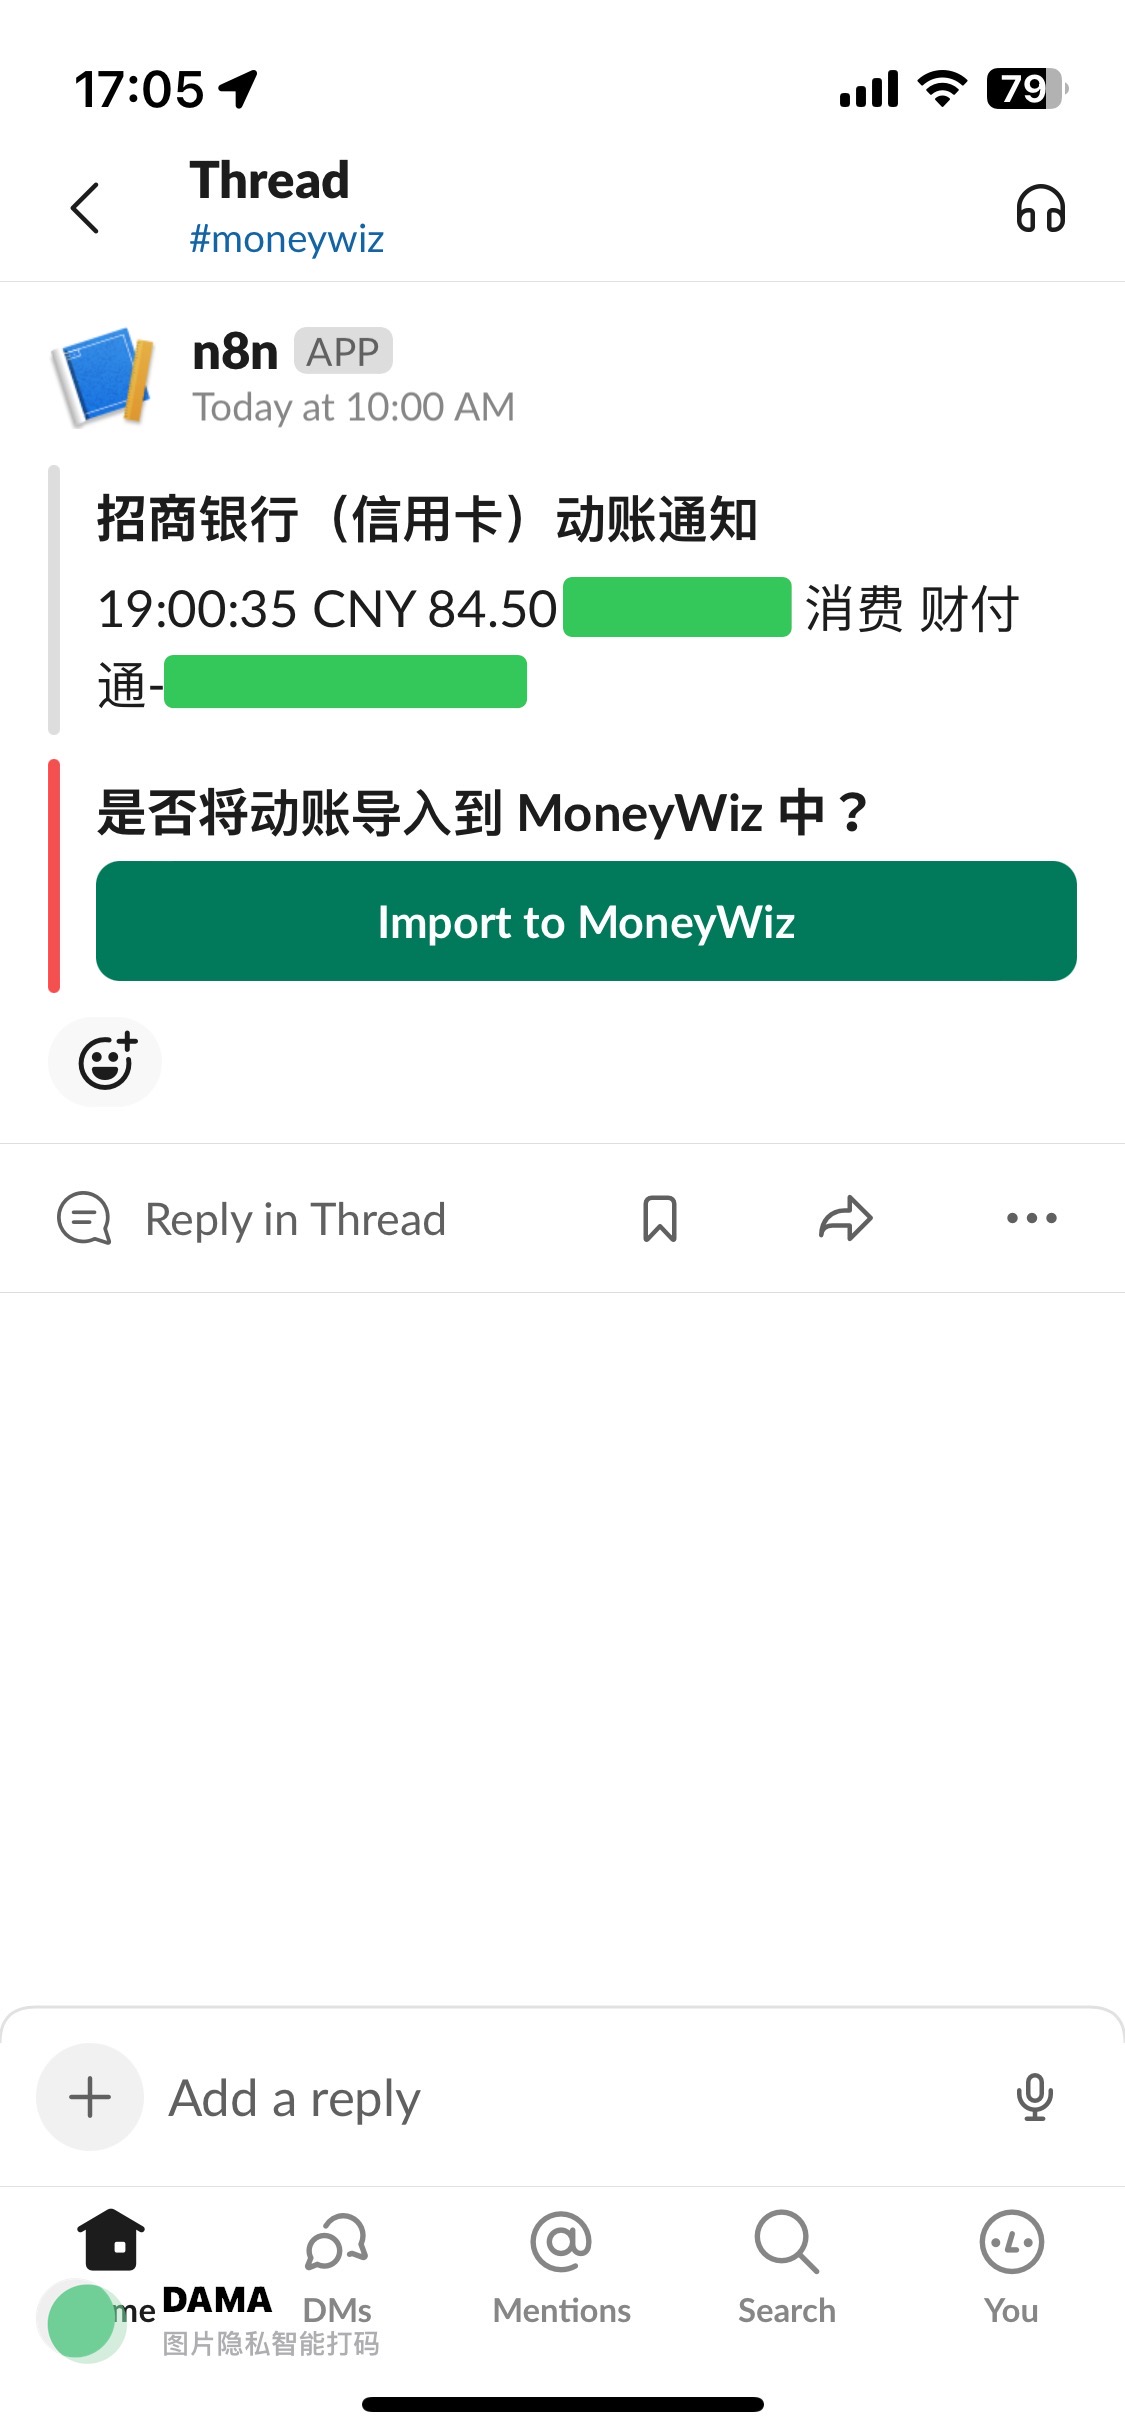 17:05
79
Thread
#moneywiz
n8n APP
Today at 10:00 AM
招商银行（信用卡）动账通知
19:00:35 CNY 84.50 消费 财付
通-
是否将动账导入到 MoneyWiz 中？
Import to MoneyWiz
Reply in Thread
Add a reply
me DMs Mentions Search You
DAMA
图片隐私智能打码